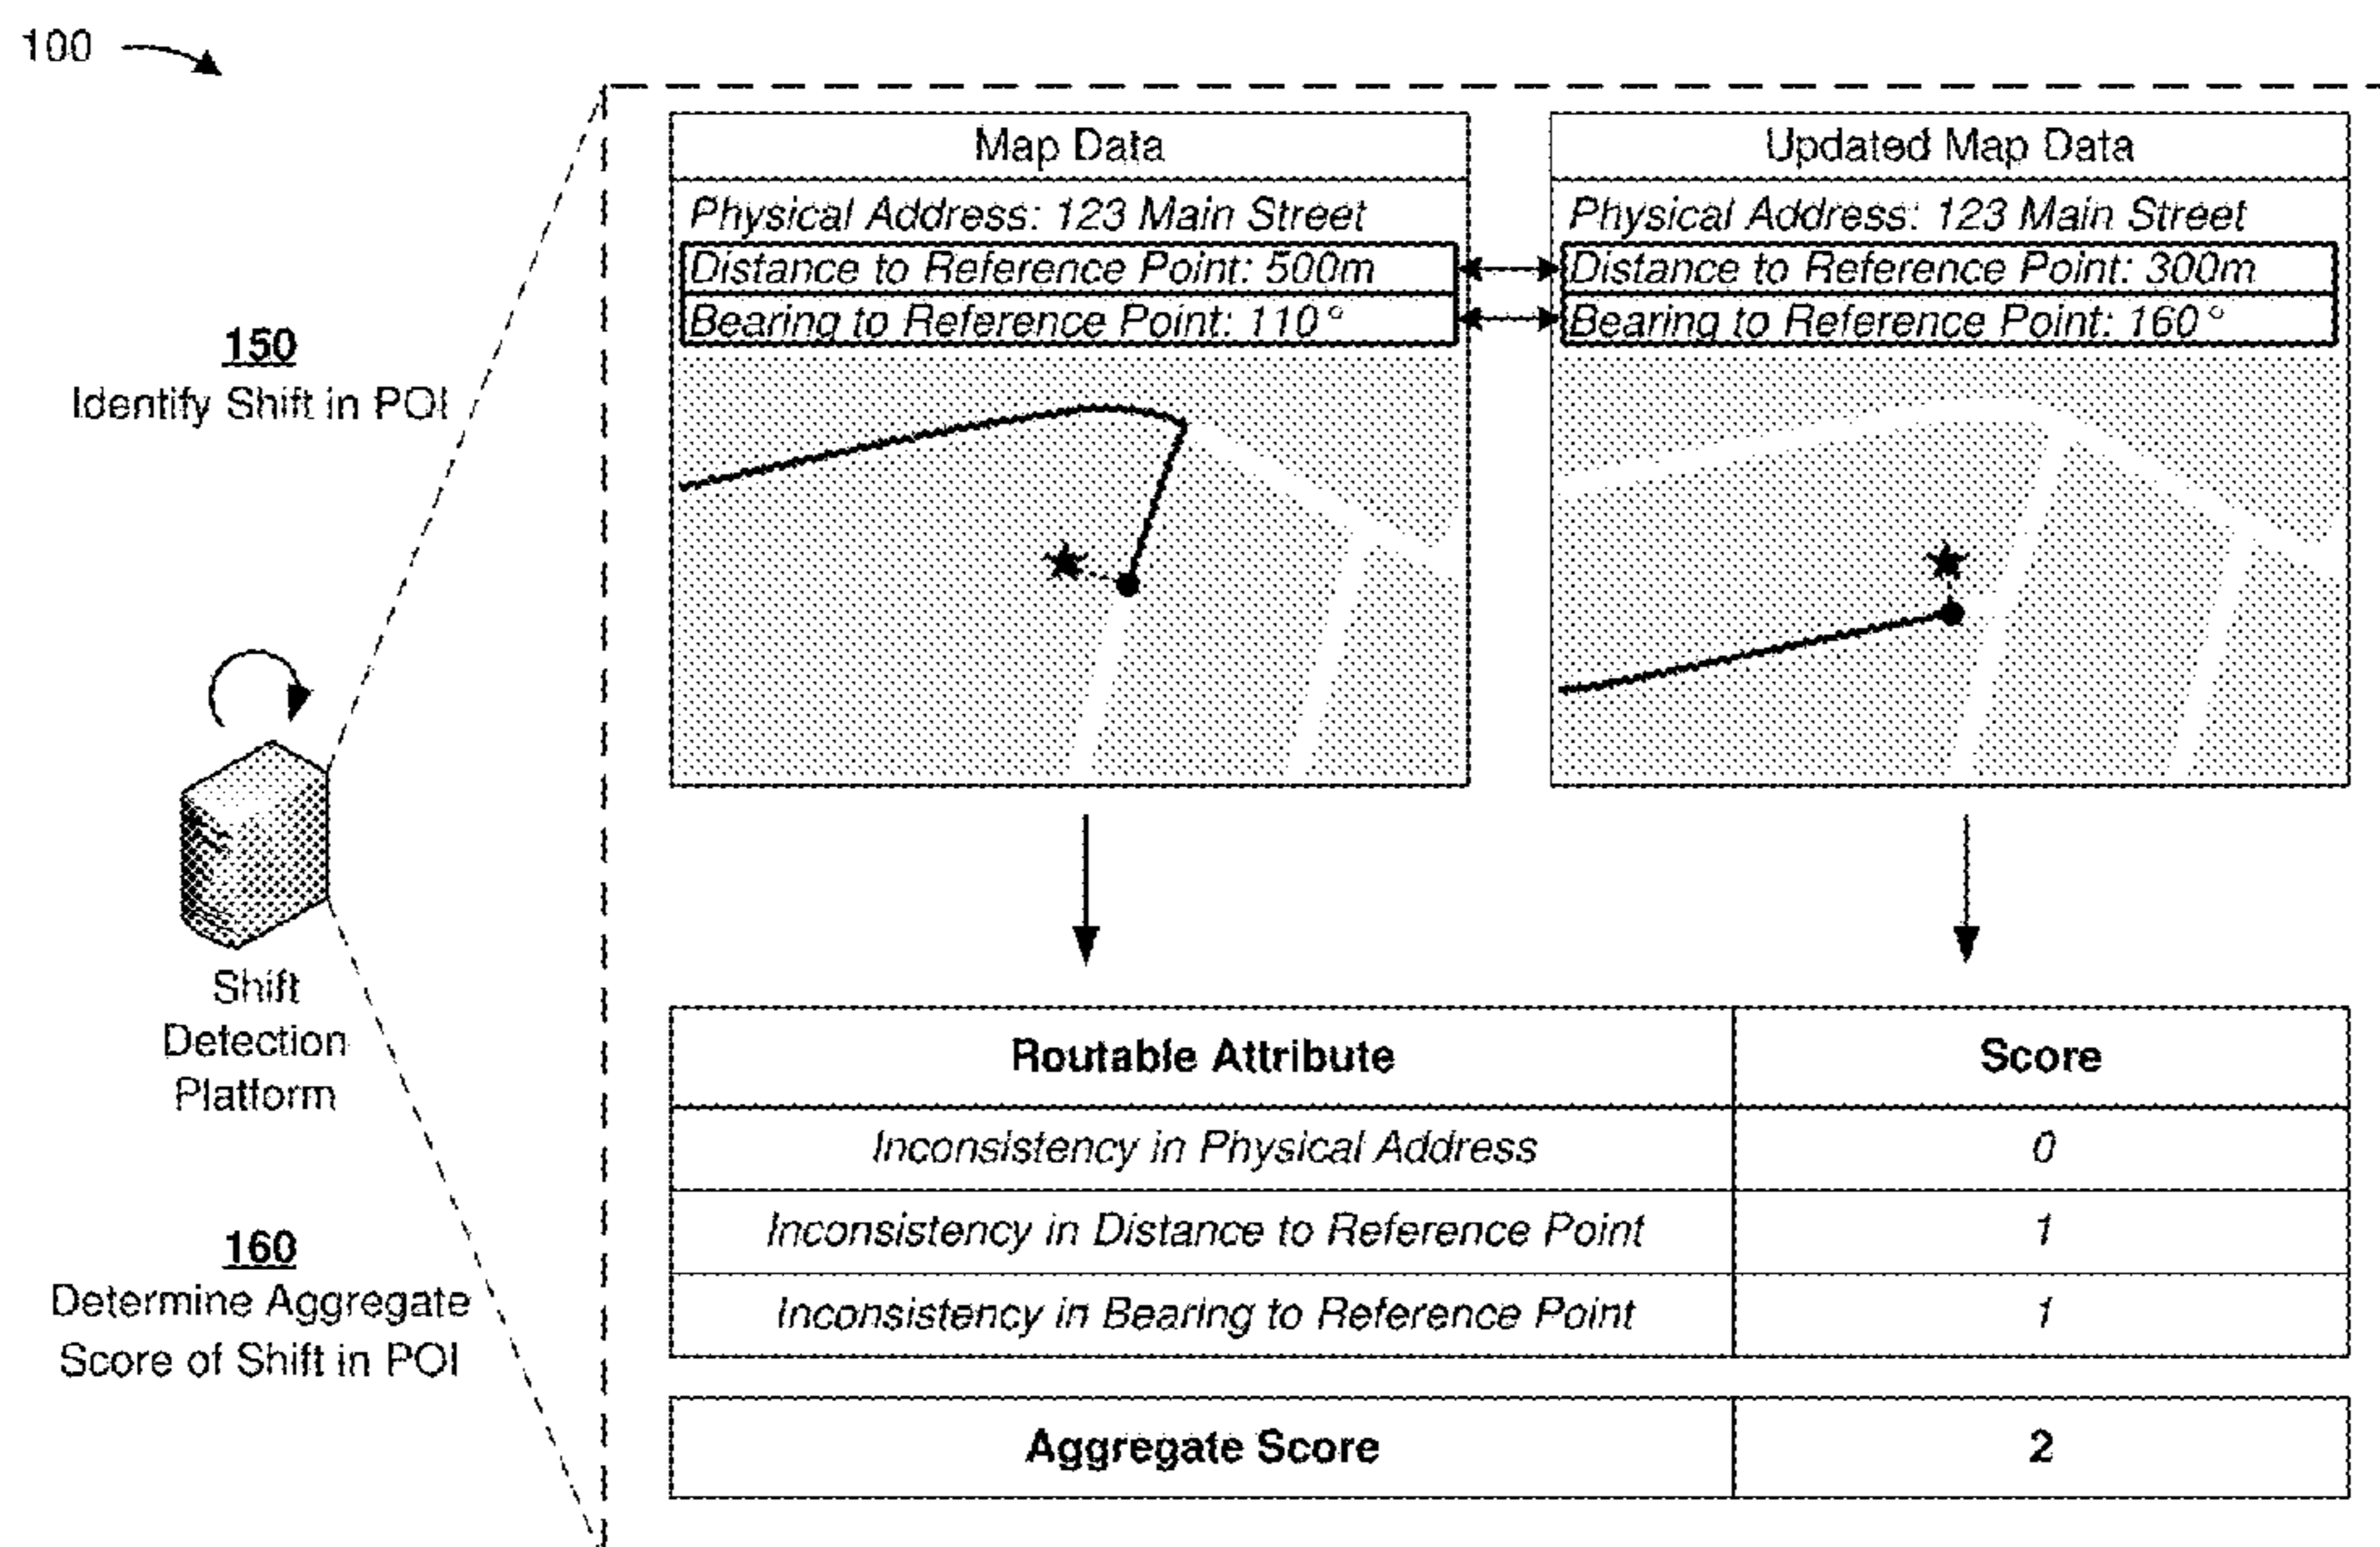 100
150
Identify Shift in POI
Shift
Detection
Platform
160
Determine Aggregate
Score of Shift in POI
Map Data
Physical Address: 123 Main Street
Distance to Reference Point: 500m
Bearing to Reference Point: 110°
Updated Map Data
Physical Address: 123 Main Street
Distance to Reference Point: 300m
Bearing to Reference Point: 160°
Routable Attribute Score
Inconsistency in Physical Address 0
Inconsistency in Distance to Reference Point 1
Inconsistency in Bearing to Reference Point 1
Aggregate Score 2